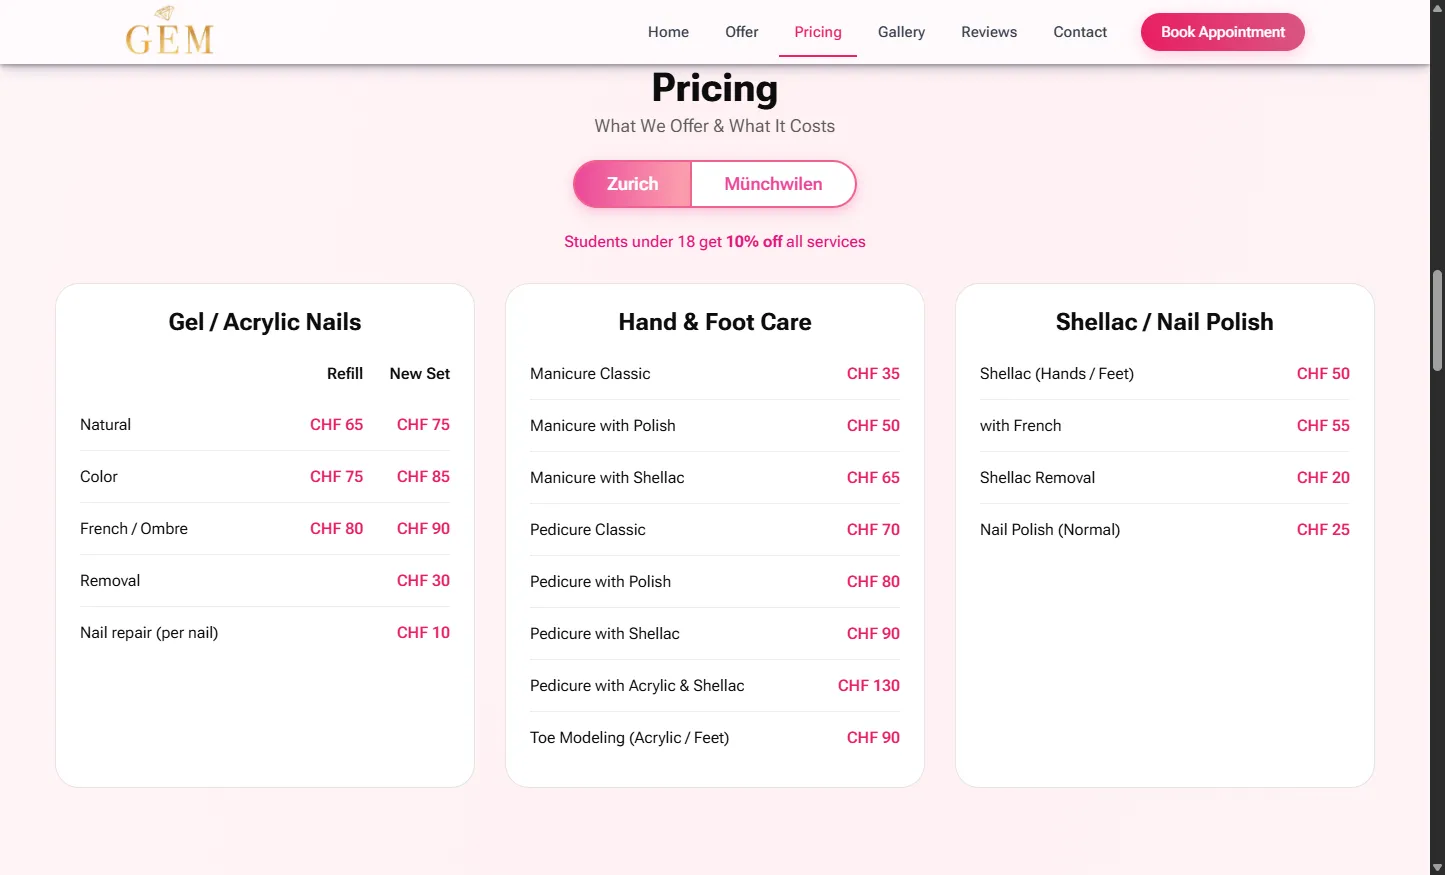 GEM
Home Offer Pricing Gallery Reviews Contact Book Appointment
Pricing
What We Offer & What It Costs
Zurich Münchwilen
Students under 18 get 10% off all services
Gel / Acrylic Nails
Refill New Set
Natural CHF 65 CHF 75
Color CHF 75 CHF 85
French / Ombre CHF 80 CHF 90
Removal CHF 30
Nail repair (per nail) CHF 10
Hand & Foot Care
Manicure Classic CHF 35
Manicure with Polish CHF 50
Manicure with Shellac CHF 65
Pedicure Classic CHF 70
Pedicure with Polish CHF 80
Pedicure with Shellac CHF 90
Pedicure with Acrylic & Shellac CHF 130
Toe Modeling (Acrylic / Feet) CHF 90
Shellac / Nail Polish
Shellac (Hands / Feet) CHF 50
with French CHF 55
Shellac Removal CHF 20
Nail Polish (Normal) CHF 25